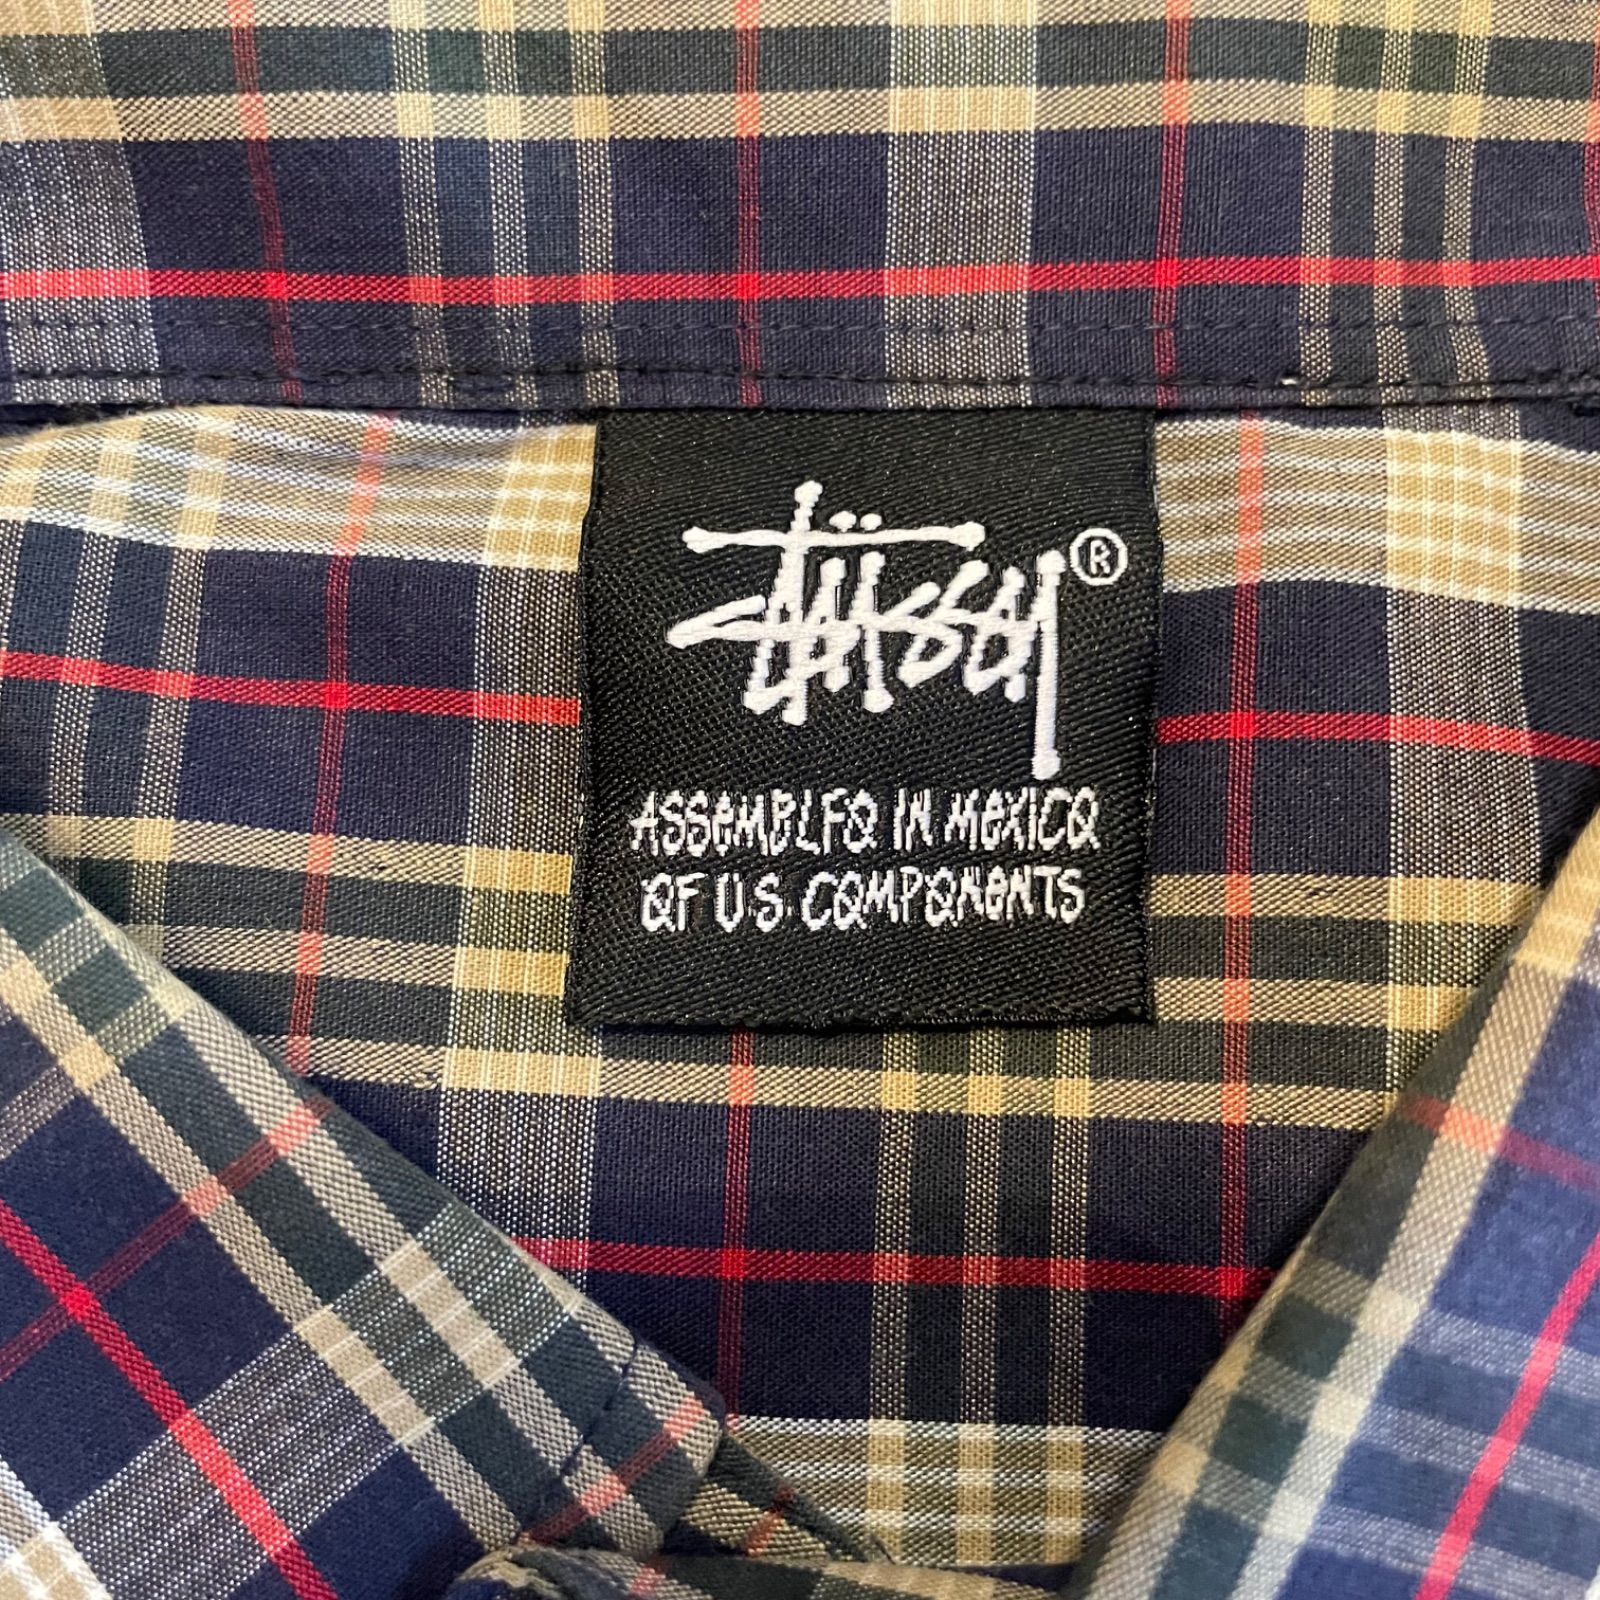 Stüssy ®
ASSEMBLED IN MEXICO
OF U.S. COMPONENTS